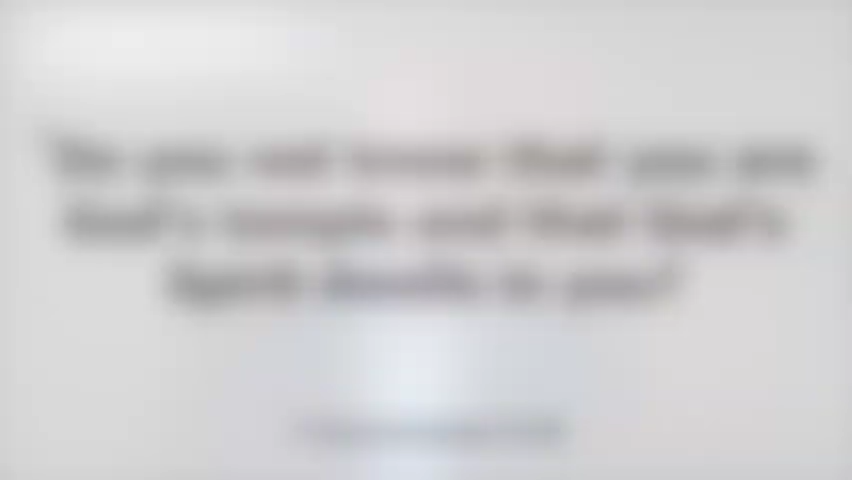 Do you not know that you are
God's temple and that God's
Spirit dwells in you?